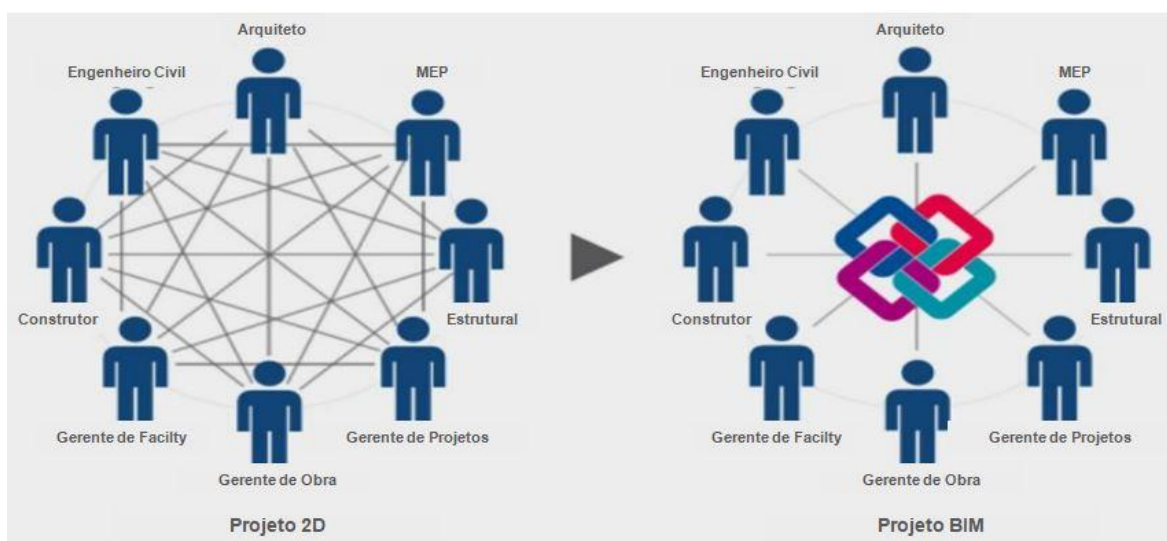 Arquiteto
Engenheiro Civil
MEP
Construtor
Estrutural
Gerente de Facilty
Gerente de Projetos
Gerente de Obra
Projeto 2D
Arquiteto
Engenheiro Civil
MEP
Construtor
Estrutural
Gerente de Facilty
Gerente de Projetos
Gerente de Obra
Projeto BIM